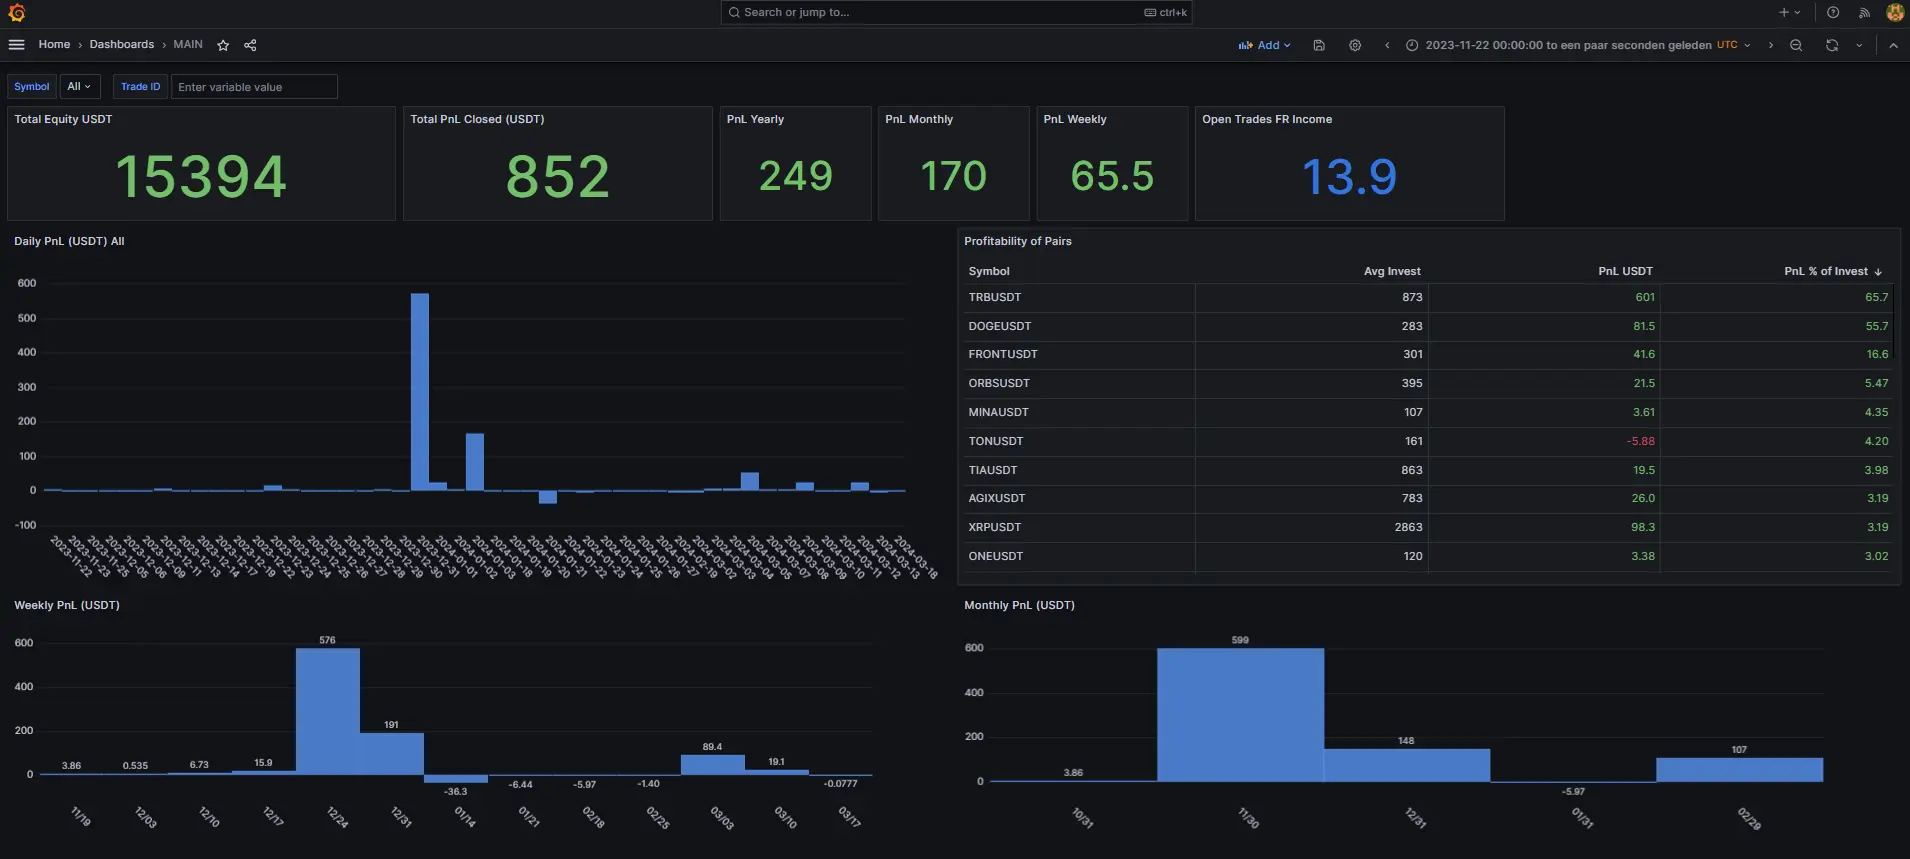 Search or jump to... ctrl+k
Home › Dashboards › MAIN
Add 2023-11-22 00:00:00 to een paar seconden geleden UTC
Symbol All Trade ID Enter variable value
Total Equity USDT
15394
Total PnL Closed (USDT)
852
PnL Yearly
249
PnL Monthly
170
PnL Weekly
65.5
Open Trades FR Income
13.9
Daily PnL (USDT) All
600
500
400
300
200
100
0
-100
2023-11-22 2023-11-23 2023-11-25 2023-12-05 2023-12-06 2023-12-09 2023-12-11 2023-12-13 2023-12-14 2023-12-17 2023-12-19 2023-12-22 2023-12-23 2023-12-24 2023-12-25 2023-12-26 2023-12-27 2023-12-28 2023-12-29 2023-12-30 2023-12-31 2024-01-01 2024-01-02 2024-01-03 2024-01-18 2024-01-19 2024-01-20 2024-01-21 2024-01-22 2024-01-23 2024-01-24 2024-01-25 2024-01-26 2024-01-27 2024-02-19 2024-03-02 2024-03-03 2024-03-04 2024-03-05 2024-03-07 2024-03-08 2024-03-09 2024-03-10 2024-03-11 2024-03-12 2024-03-13 2024-03-18
Profitability of Pairs
Symbol Avg Invest PnL USDT PnL % of Invest ↓
TRBUSDT 873 601 65.7
DOGEUSDT 283 81.5 55.7
FRONTUSDT 301 41.6 16.6
ORBSUSDT 395 21.5 5.47
MINAUSDT 107 3.61 4.35
TONUSDT 161 -5.88 4.20
TIAUSDT 863 19.5 3.98
AGIXUSDT 783 26.0 3.19
XRPUSDT 2863 98.3 3.19
ONEUSDT 120 3.38 3.02
Weekly PnL (USDT)
600
400
200
0
3.86 0.535 6.73 15.9 576 191 -36.3 -6.44 -5.97 -1.40 89.4 19.1 -0.0777
11/19 12/03 12/10 12/17 12/24 12/31 01/14 01/21 02/18 02/25 03/03 03/10 03/17
Monthly PnL (USDT)
600
400
200
0
3.86 599 148 -5.97 107
10/31 11/30 12/31 01/31 02/29